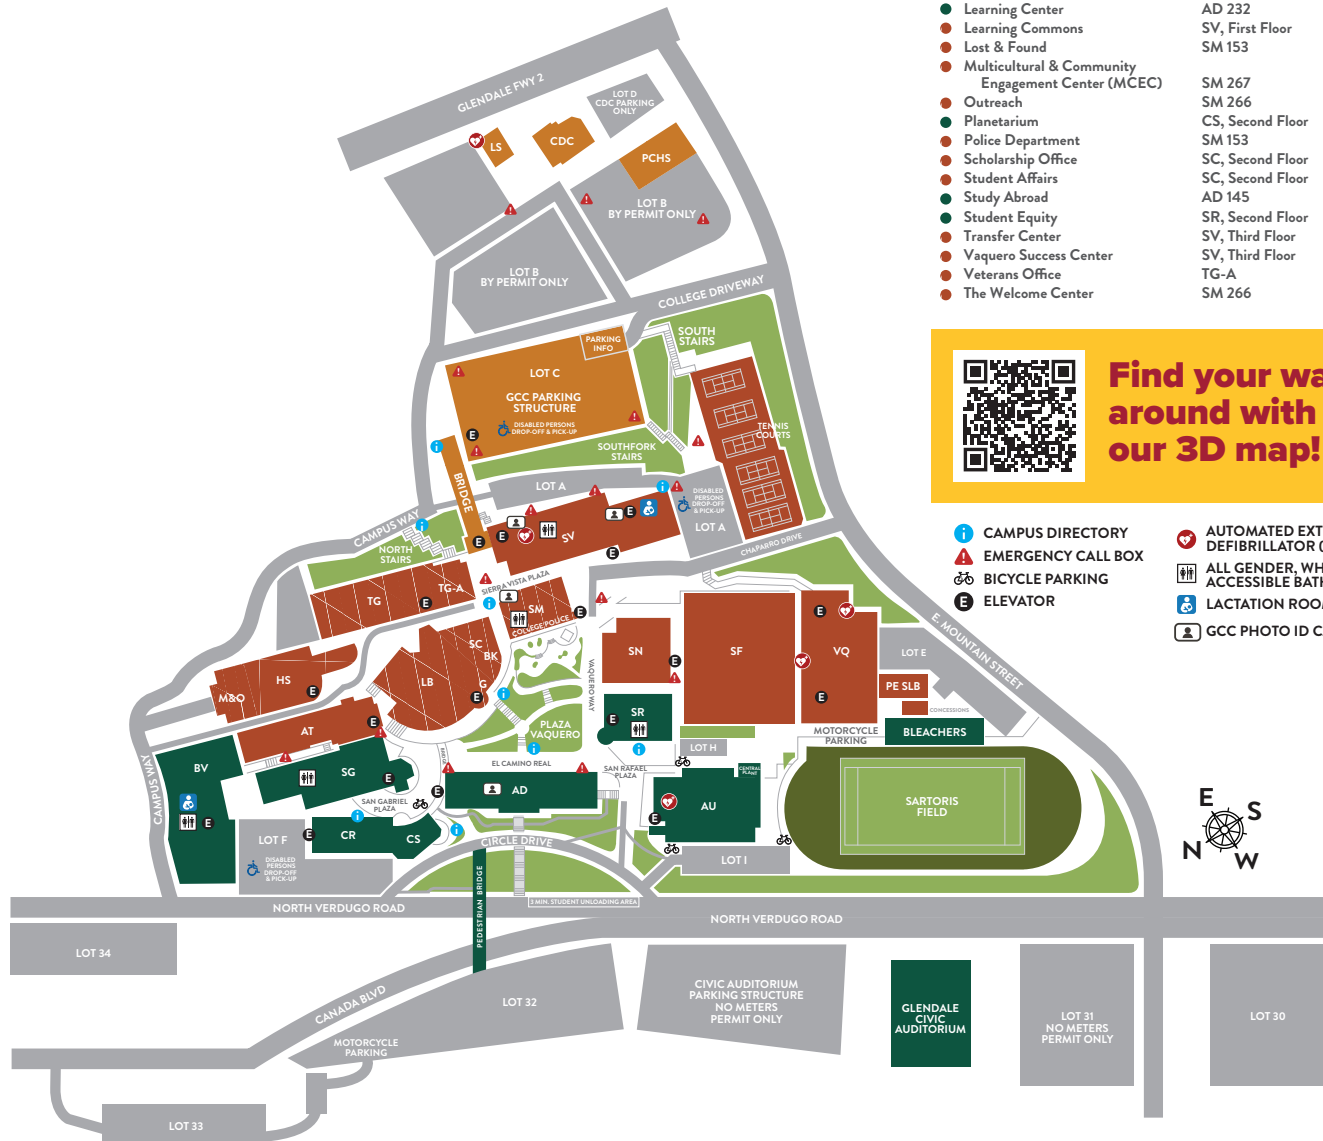 Learning Center AD 232
Learning Commons SV, First Floor
Lost & Found SM 153
Multicultural & Community
Engagement Center (MCEC) SM 267
Outreach SM 266
Planetarium CS, Second Floor
Police Department SM 153
Scholarship Office SC, Second Floor
Student Affairs SC, Second Floor
Study Abroad AD 145
Student Equity SR, Second Floor
Transfer Center SV, Third Floor
Vaquero Success Center SV, Third Floor
Veterans Office TG-A
The Welcome Center SM 266
GLENDALE FWY 2
LOT D
CDC PARKING
ONLY
LS
CDC
PCHS
LOT B
BY PERMIT ONLY
LOT B
BY PERMIT ONLY
COLLEGE DRIVEWAY
PARKING
INFO
SOUTH
STAIRS
LOT C
GCC PARKING
STRUCTURE
DISABLED PERSONS
DROP-OFF & PICK-UP
E
TENNIS
COURTS
SOUTHFORK
STAIRS
BRIDGE
LOT A
DISABLED
PERSONS
DROP-OFF
& PICK-UP
LOT A
CAMPUS WAY
NORTH
STAIRS
E
E
E
E
SV
CHAPARRO DRIVE
SIERRA VISTA PLAZA
TG
TG-A
E
SM
COLLEGE POLICE
E
SC
BK
LB
G
E
HS
E
M&O
AT
E
VAQUERO WAY
PLAZA
VAQUERO
SN
E
SF
VQ
E
E
SR
E
LOT E
PE SLB
CONCESSIONS
E. MOUNTAIN STREET
MOTORCYCLE
PARKING
BLEACHERS
LOT H
CENTRAL
PLANT
SAN RAFAEL
PLAZA
EL CAMINO REAL
BV
E
SG
E
SAN GABRIEL
PLAZA
E
AD
AU
E
SARTORIS
FIELD
CAMPUS WAY
LOT F
DISABLED
PERSONS
DROP-OFF
& PICK-UP
E
CR
CS
CIRCLE DRIVE
LOT I
PEDESTRIAN BRIDGE
3 MIN. STUDENT UNLOADING AREA
NORTH VERDUGO ROAD
NORTH VERDUGO ROAD
LOT 34
CANADA BLVD
LOT 32
MOTORCYCLE
PARKING
LOT 33
CIVIC AUDITORIUM
PARKING STRUCTURE
NO METERS
PERMIT ONLY
GLENDALE
CIVIC
AUDITORIUM
LOT 31
NO METERS
PERMIT ONLY
LOT 30
Find your wa
around with
our 3D map!
CAMPUS DIRECTORY
EMERGENCY CALL BOX
BICYCLE PARKING
E ELEVATOR
AUTOMATED EXT
DEFIBRILLATOR (
ALL GENDER, WH
ACCESSIBLE BATH
LACTATION ROOM
GCC PHOTO ID C
E
S
N
W